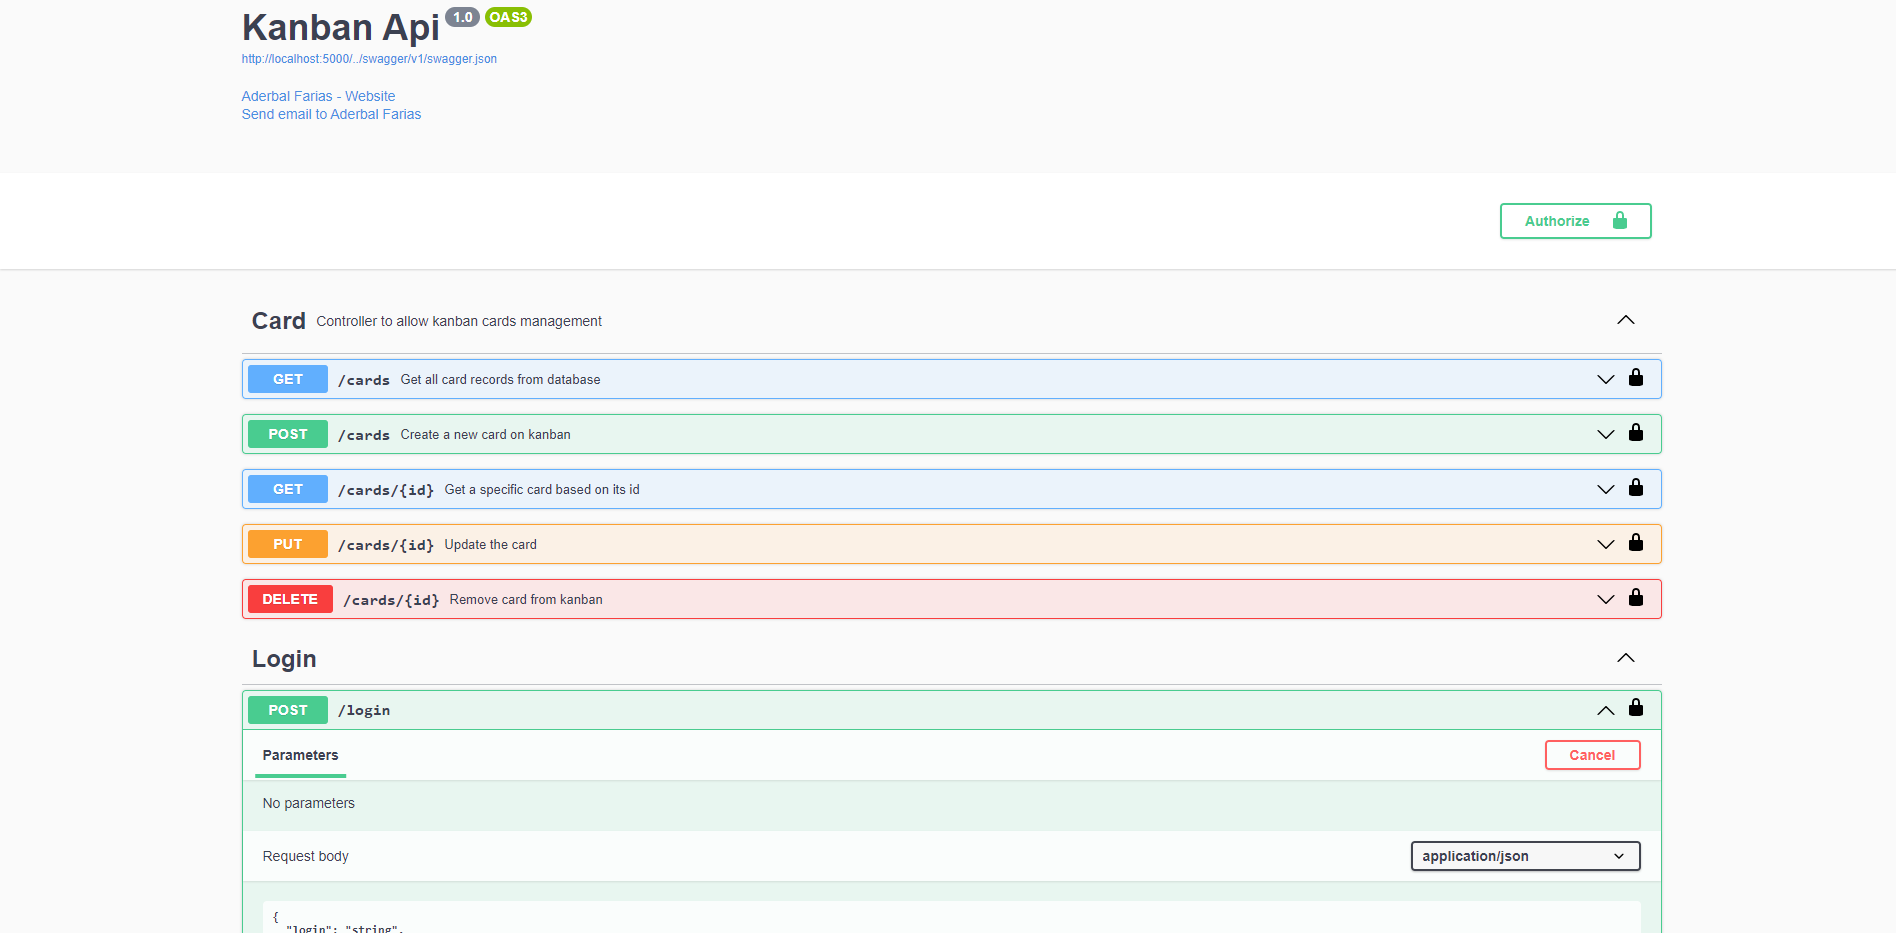 Kanban Api 1.0 OAS3
http://localhost:5000/../swagger/v1/swagger.json
Aderbal Farias - Website
Send email to Aderbal Farias
Authorize
Card Controller to allow kanban cards management
GET /cards Get all card records from database
POST /cards Create a new card on kanban
GET /cards/{id} Get a specific card based on its id
PUT /cards/{id} Update the card
DELETE /cards/{id} Remove card from kanban
Login
POST /login
Parameters Cancel
No parameters
Request body application/json
{
"login": "string",